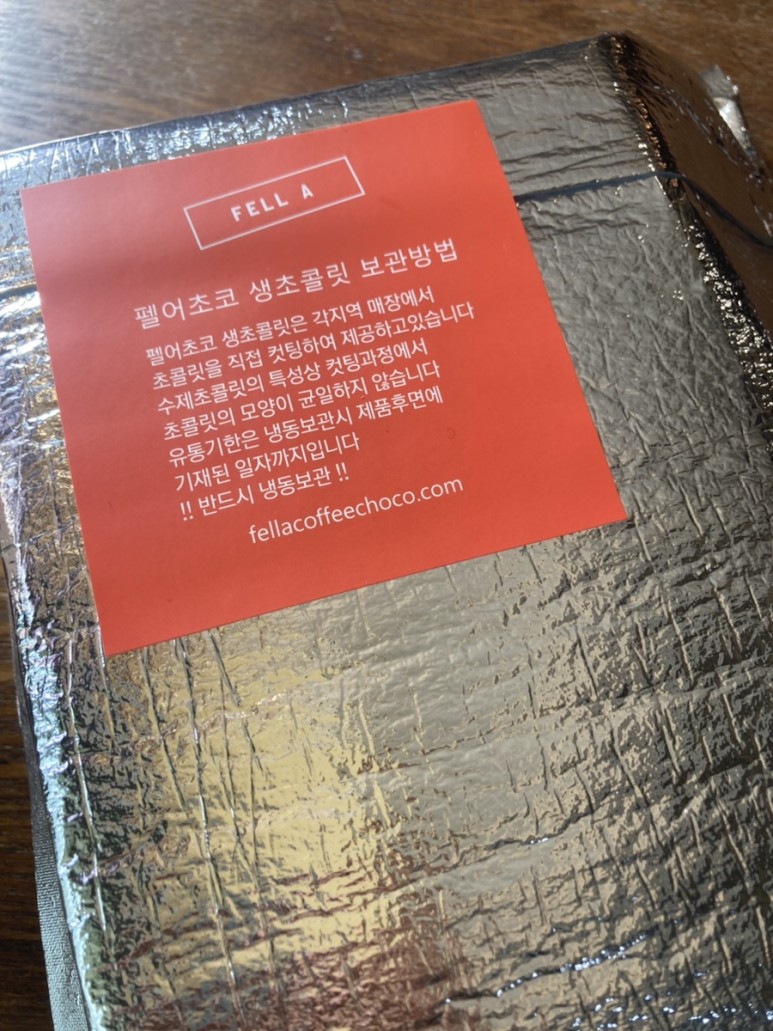 FELL A
펠어초코 생초콜릿 보관방법
펠어초코 생초콜릿은 각지역 매장에서
초콜릿을 직접 컷팅하여 제공하고있습니다
수제초콜릿의 특성상 컷팅과정에서
초콜릿의 모양이 균일하지 않습니다
유통기한은 냉동보관시 제품후면에
기재된 일자까지입니다
!! 반드시 냉동보관 !!
fellacoffeechoco.com